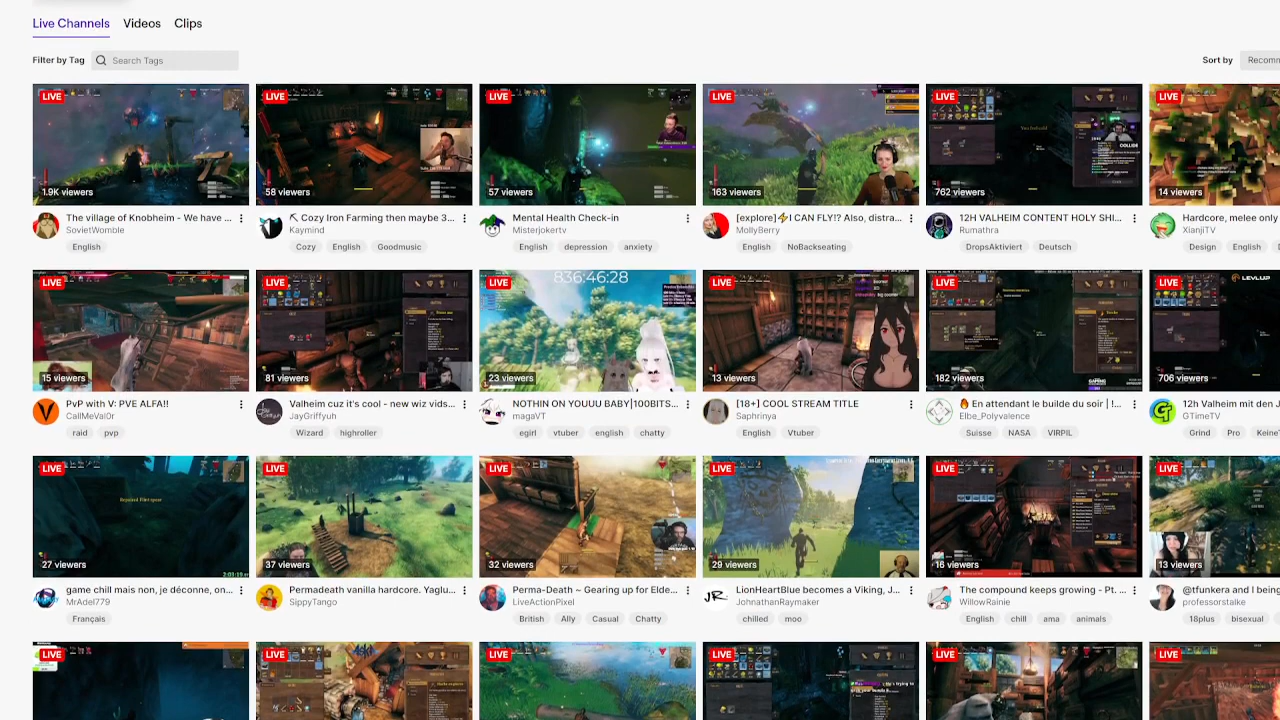 Live Channels Videos Clips
Filter by Tag Search Tags Sort by Recomm
LIVE LIVE LIVE LIVE LIVE LIVE
1.9K viewers 58 viewers 57 viewers 163 viewers 762 viewers 14 viewers
The village of Knobheim - We have ... ⛏ Cozy Iron Farming then maybe 3... Mental Health Check-in [explore]⚡I CAN FLY!? Also, distra... 12H VALHEIM CONTENT HOLY SHI... Hardcore, melee only
SovietWomble Kaymind Misterjokertv MollyBerry Rumathra XianjiTV
English Cozy English Goodmusic English depression anxiety English NoBackseating DropsAktiviert Deutsch Design English
LIVE LIVE 836:46:28 LIVE LIVE LIVE LIVE LEVLUP
15 viewers 81 viewers 23 viewers 13 viewers 182 viewers 706 viewers
PvP with V: PVE ALFA!! Valheim cuz it's cool - new wiz vids... NOTHIN ON YOUUU BABY|100BITS... [18+] COOL STREAM TITLE 🔥 En attendant le builde du soir | !... 12h Valheim mit den J
CallMeVal0r JayGriffyuh magaVT Saphrinya Elbe_Polyvalence GTimeTV
raid pvp Wizard highroller egirl vtuber english chatty English Vtuber Suisse NASA VIRPIL Grind Pro KeineT
LIVE LIVE LIVE LIVE LIVE LIVE
27 viewers 37 viewers 32 viewers 29 viewers 16 viewers 13 viewers
game chill mais non, je déconne, on... Permadeath vanilla hardcore. Yaglu... Perma-Death ~ Gearing up for Elde... LionHeartBlue becomes a Viking, J... The compound keeps growing - Pt. ... @tfunkera and I being
MrAdel779 SippyTango LiveActionPixel JohnathanRaymaker WillowRainie professorstalke
Français British Ally Casual Chatty chilled moo English chill ama animals 18plus bisexual
LIVE LIVE LIVE LIVE LIVE LIVE